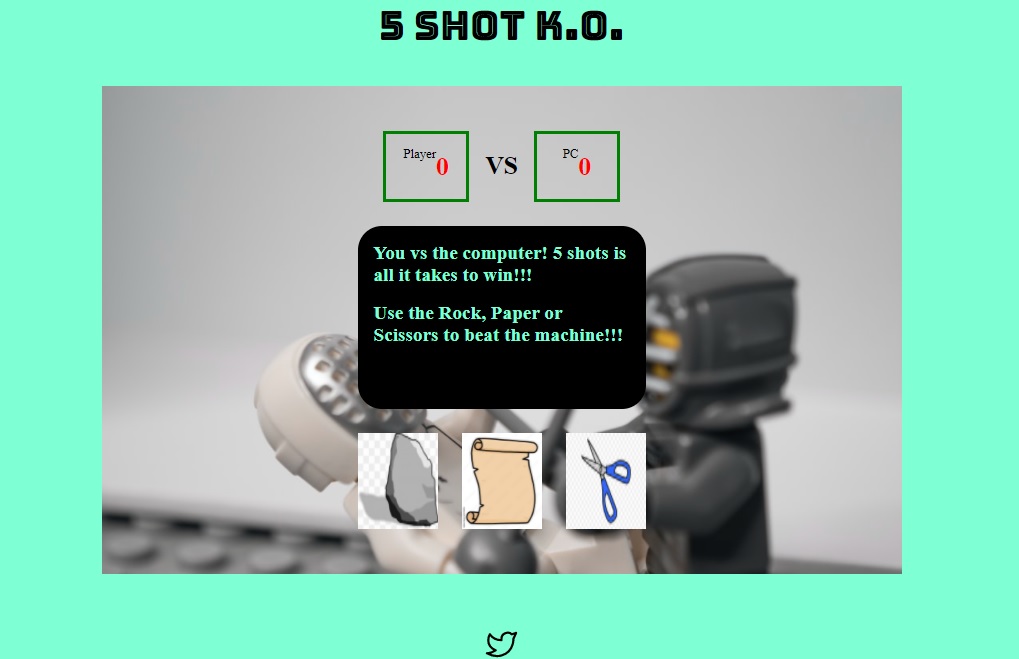 5 SHOT K.O.
Player 0 VS PC 0
You vs the computer! 5 shots is
all it takes to win!!!
Use the Rock, Paper or
Scissors to beat the machine!!!